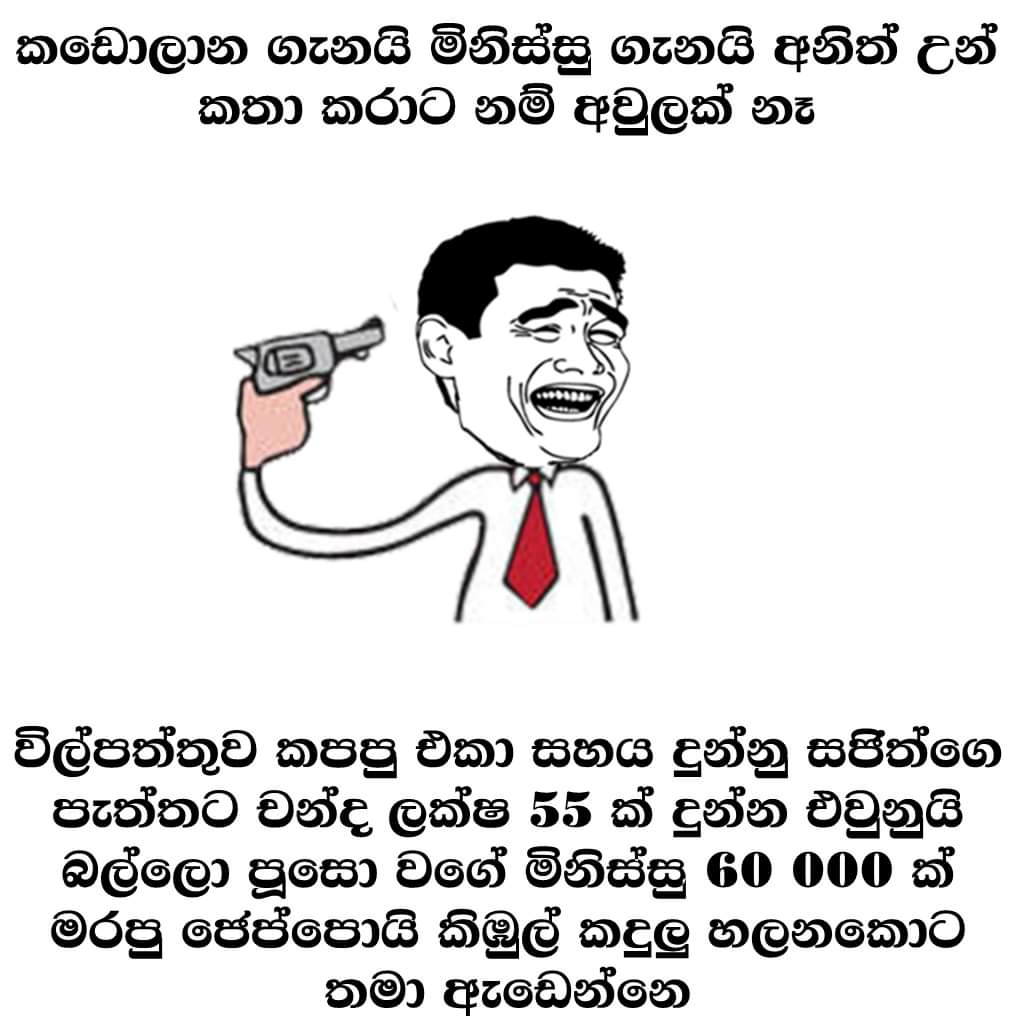 කඩොලාන ගැනයි මිනිස්සු ගැනයි අනිත් උන්
කතා කරාට නම් අවුලක් නෑ
විල්පත්තුව කපපු එකා සහය දුන්නු සජිත්ගෙ
පැත්තට චන්ද ලක්ෂ 55 ක් දුන්න එවුනුයි
බල්ලො පූසො වගේ මිනිස්සු 60 000 ක්
මරපු ජෙප්පොයි කිඹුල් කදුලු හලනකොට
තමා ඇඩෙන්නෙ